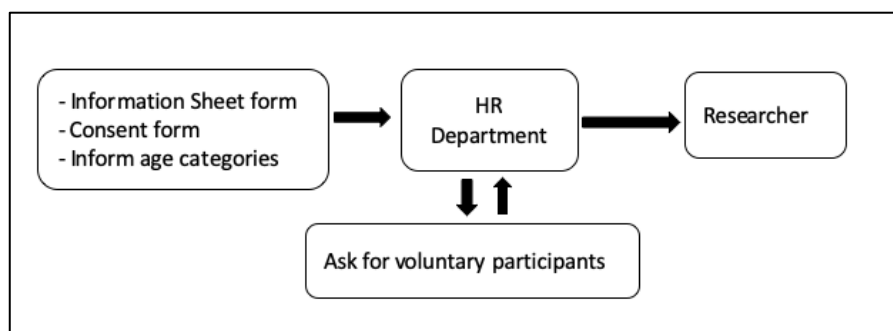 - Information Sheet form
- Consent form
- Inform age categories
HR
Department
Researcher
Ask for voluntary participants